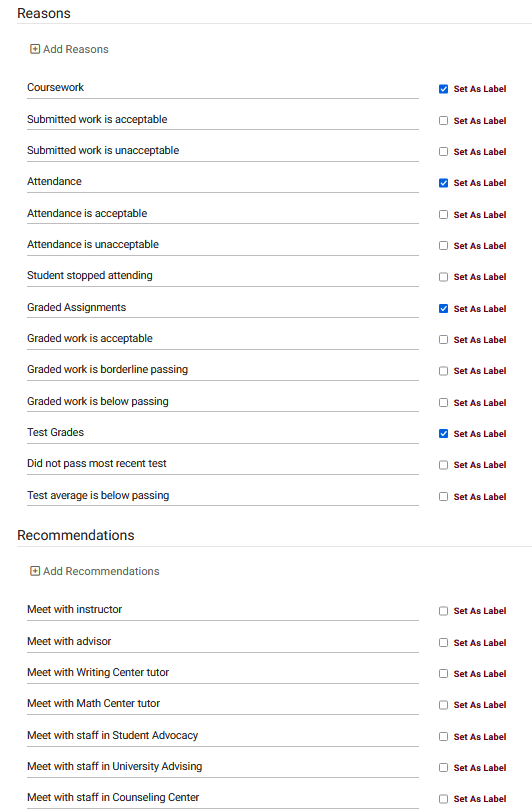 Reasons
Add Reasons
Coursework Set As Label
Submitted work is acceptable Set As Label
Submitted work is unacceptable Set As Label
Attendance Set As Label
Attendance is acceptable Set As Label
Attendance is unacceptable Set As Label
Student stopped attending Set As Label
Graded Assignments Set As Label
Graded work is acceptable Set As Label
Graded work is borderline passing Set As Label
Graded work is below passing Set As Label
Test Grades Set As Label
Did not pass most recent test Set As Label
Test average is below passing Set As Label
Recommendations
Add Recommendations
Meet with instructor Set As Label
Meet with advisor Set As Label
Meet with Writing Center tutor Set As Label
Meet with Math Center tutor Set As Label
Meet with staff in Student Advocacy Set As Label
Meet with staff in University Advising Set As Label
Meet with staff in Counseling Center Set As Label